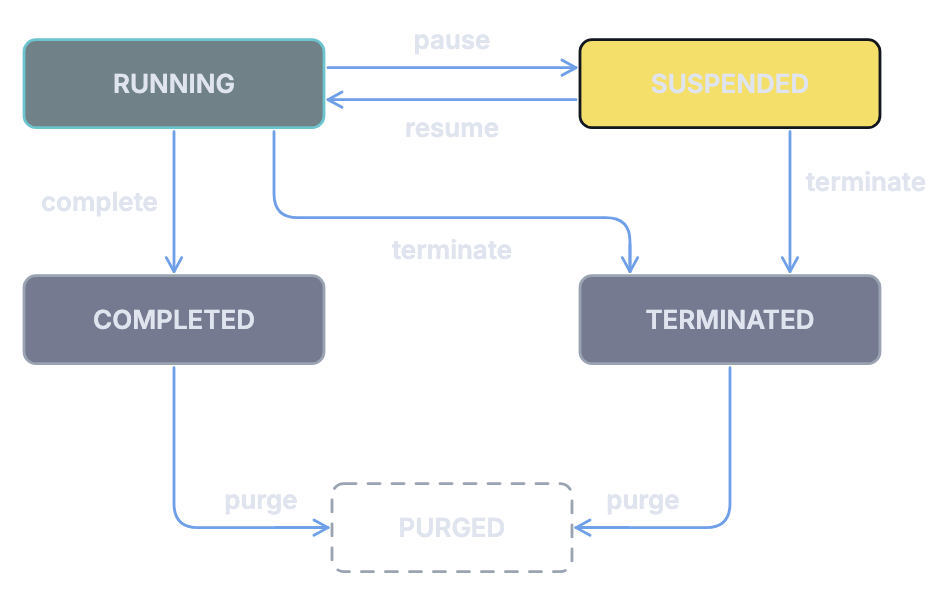 pause
RUNNING
SUSPENDED
resume
complete
terminate
terminate
COMPLETED
TERMINATED
purge
purge
PURGED